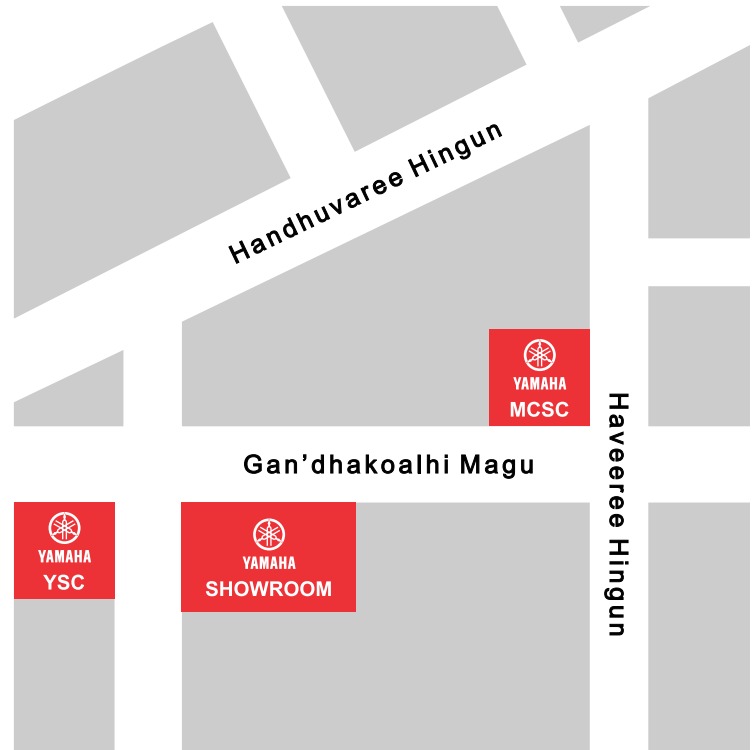 Handhuvaree Hingun
YAMAHA
MCSC
Haveeree Hingun
Gan’dhakoalhi Magu
YAMAHA
YSC
YAMAHA
SHOWROOM